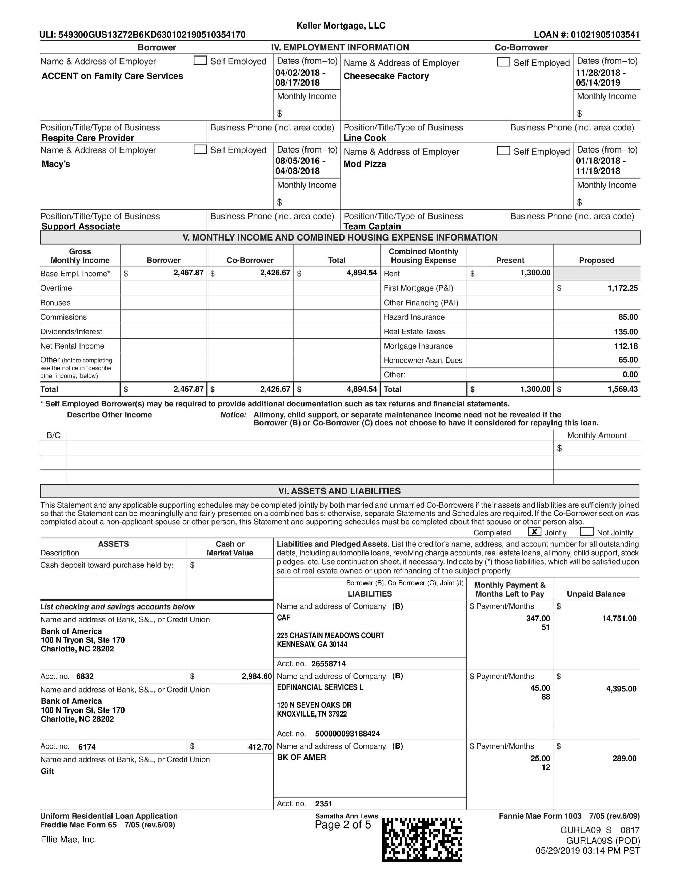 Keller Mortgage, LLC
ULI: 549300GUS13Z72B6KD630102190510354170 LOAN #: 01021905103541
Borrower IV. EMPLOYMENT INFORMATION Co-Borrower
Name & Address of Employer Self Employed Dates (from–to) Name & Address of Employer Self Employed Dates (from–to)
ACCENT on Family Care Services 04/02/2018 - 08/17/2018 Cheesecake Factory 11/28/2018 - 05/14/2019
Monthly Income Monthly Income
$ $
Position/Title/Type of Business Business Phone (incl. area code) Position/Title/Type of Business Business Phone (incl. area code)
Respite Care Provider Line Cook
Name & Address of Employer Self Employed Dates (from–to) Name & Address of Employer Self Employed Dates (from–to)
Macy's 08/05/2016 - 04/08/2018 Mod Pizza 01/18/2018 - 11/19/2018
Monthly Income Monthly Income
$ $
Position/Title/Type of Business Business Phone (incl. area code) Position/Title/Type of Business Business Phone (incl. area code)
Support Associate Team Captain
V. MONTHLY INCOME AND COMBINED HOUSING EXPENSE INFORMATION
Gross Monthly Income Borrower Co-Borrower Total Combined Monthly Housing Expense Present Proposed
Base Empl. Income* $ 2,467.87 $ 2,426.67 $ 4,894.54 Rent $ 1,300.00
Overtime First Mortgage (P&I) $ 1,172.25
Bonuses Other Financing (P&I)
Commissions Hazard Insurance 85.00
Dividends/Interest Real Estate Taxes 135.00
Net Rental Income Mortgage Insurance 112.18
Other (before completing, see the notice in "describe other income, below) Homeowner Assn. Dues 65.00
Other: 0.00
Total $ 2,467.87 $ 2,426.67 $ 4,894.54 Total $ 1,300.00 $ 1,569.43
* Self Employed Borrower(s) may be required to provide additional documentation such as tax returns and financial statements.
Describe Other Income Notice: Alimony, child support, or separate maintenance income need not be revealed if the
Borrower (B) or Co-Borrower (C) does not choose to have it considered for repaying this loan.
B/C Monthly Amount
$
VI. ASSETS AND LIABILITIES
This Statement and any applicable supporting schedules may be completed jointly by both married and unmarried Co-Borrowers if their assets and liabilities are sufficiently joined
so that the Statement can be meaningfully and fairly presented on a combined basis; otherwise, separate Statements and Schedules are required. If the Co-Borrower section was
completed about a non-applicant spouse or other person, this Statement and supporting schedules must be completed about that spouse or other person also.
Completed X Jointly Not Jointly
ASSETS Cash or Market Value
Description
Cash deposit toward purchase held by: $
Liabilities and Pledged Assets. List the creditor's name, address, and account number for all outstanding
debts, including automobile loans, revolving charge accounts, real estate loans, alimony, child support, stock
pledges, etc. Use continuation sheet, if necessary. Indicate by (*) those liabilities, which will be satisfied upon
sale of real estate owned or upon refinancing of the subject property.
Borrower (B), Co-Borrower (C), Joint (J) Monthly Payment &
LIABILITIES Months Left to Pay Unpaid Balance
List checking and savings accounts below Name and address of Company (B) $ Payment/Months $
Name and address of Bank, S&L, or Credit Union CAF 347.00 14,751.00
Bank of America 51
100 N Tryon St, Ste 170 225 CHASTAIN MEADOWS COURT
Charlotte, NC 28202 KENNESAW, GA 30144
Acct. no. 26558714
Acct. no. 6832 $ 2,984.60 Name and address of Company (B) $ Payment/Months $
Name and address of Bank, S&L, or Credit Union EDFINANCIAL SERVICES L 45.00 4,395.00
Bank of America 88
100 N Tryon St, Ste 170 120 N SEVEN OAKS DR
Charlotte, NC 28202 KNOXVILLE, TN 37922
Acct. no. 500000093188424
Acct. no. 6174 $ 412.70 Name and address of Company (B) $ Payment/Months $
Name and address of Bank, S&L, or Credit Union BK OF AMER 25.00 289.00
Gift 12
Acct. no. 2351
Uniform Residential Loan Application Samatha Ann Lewis Fannie Mae Form 1003 7/05 (rev.6/09)
Freddie Mac Form 65 7/05 (rev.6/09) Page 2 of 5
GURLA09_S 0817
Ellie Mae, Inc. GURLA09S (POD)
05/29/2019 03:14 PM PST